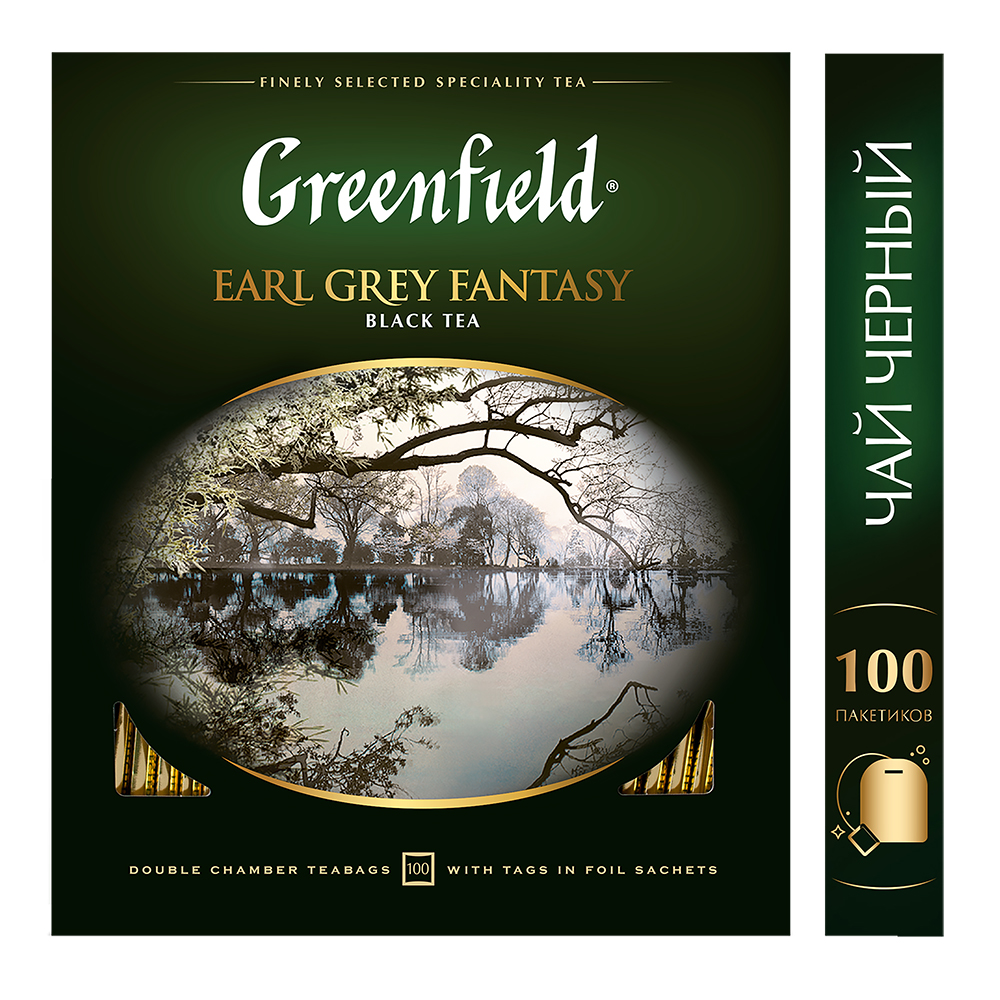 FINELY SELECTED SPECIALITY TEA
Greenfield®
EARL GREY FANTASY
BLACK TEA
DOUBLE CHAMBER TEABAGS 100 WITH TAGS IN FOIL SACHETS
ЧАЙ ЧЕРНЫЙ
100
ПАКЕТИКОВ